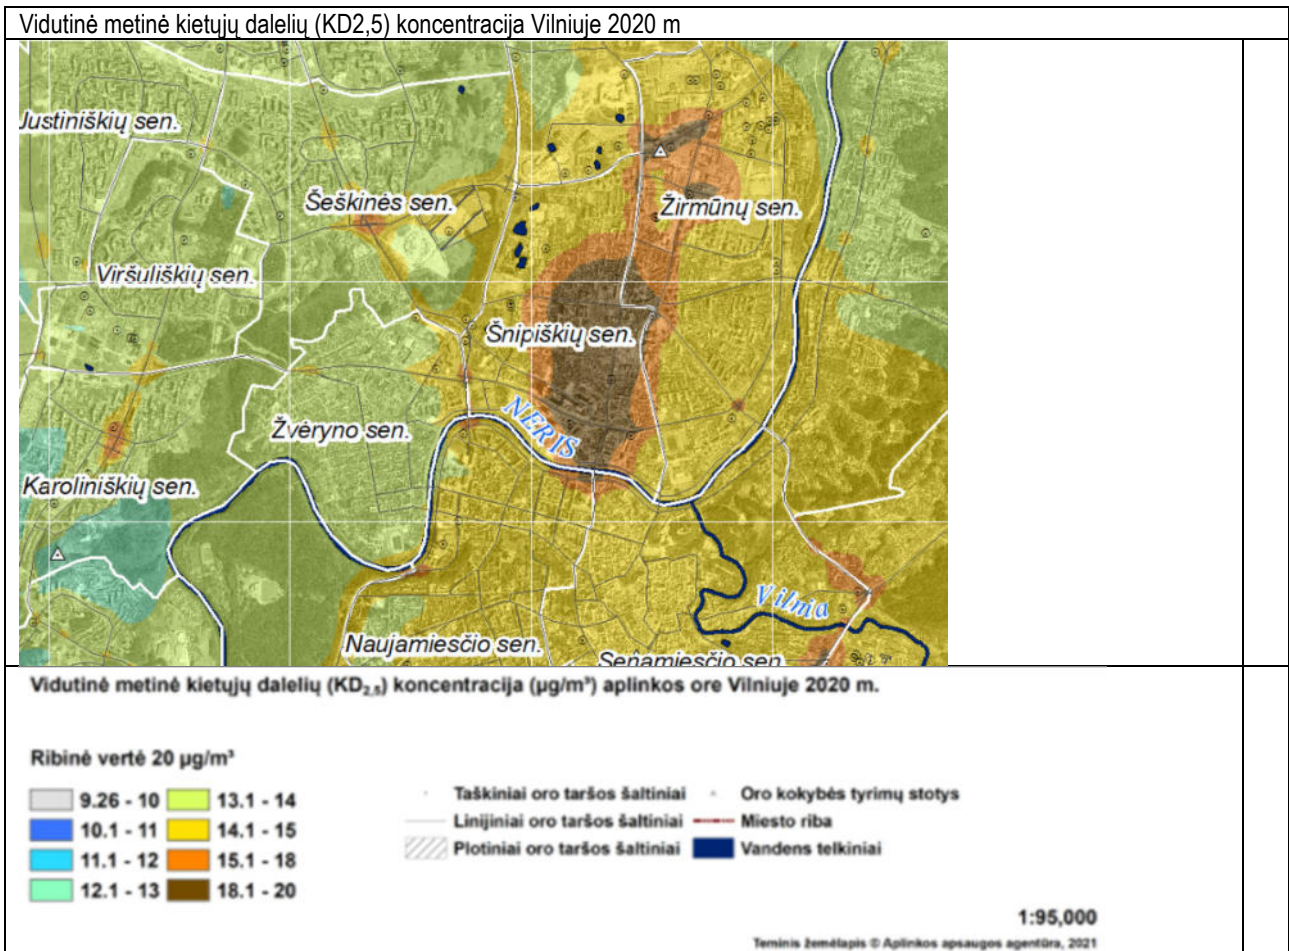 Vidutinė metinė kietųjų dalelių (KD2,5) koncentracija Vilniuje 2020 m
Justiniškių sen.
Šeškinės sen.
Žirmūnų sen.
Viršuliškių sen.
Šnipiškių sen.
NERIS
Žvėryno sen.
Karoliniškių sen.
Vilnia
Naujamiesčio sen.
Senamiesčio sen.
Vidutinė metinė kietųjų dalelių (KD2,5) koncentracija (µg/m³) aplinkos ore Vilniuje 2020 m.
Ribinė vertė 20 µg/m³
9.26 - 10 13.1 - 14 Taškiniai oro taršos šaltiniai Oro kokybės tyrimų stotys
10.1 - 11 14.1 - 15 Linijiniai oro taršos šaltiniai Miesto riba
11.1 - 12 15.1 - 18 Plotiniai oro taršos šaltiniai Vandens telkiniai
12.1 - 13 18.1 - 20
1:95,000
Teminis žemėlapis © Aplinkos apsaugos agentūra, 2021